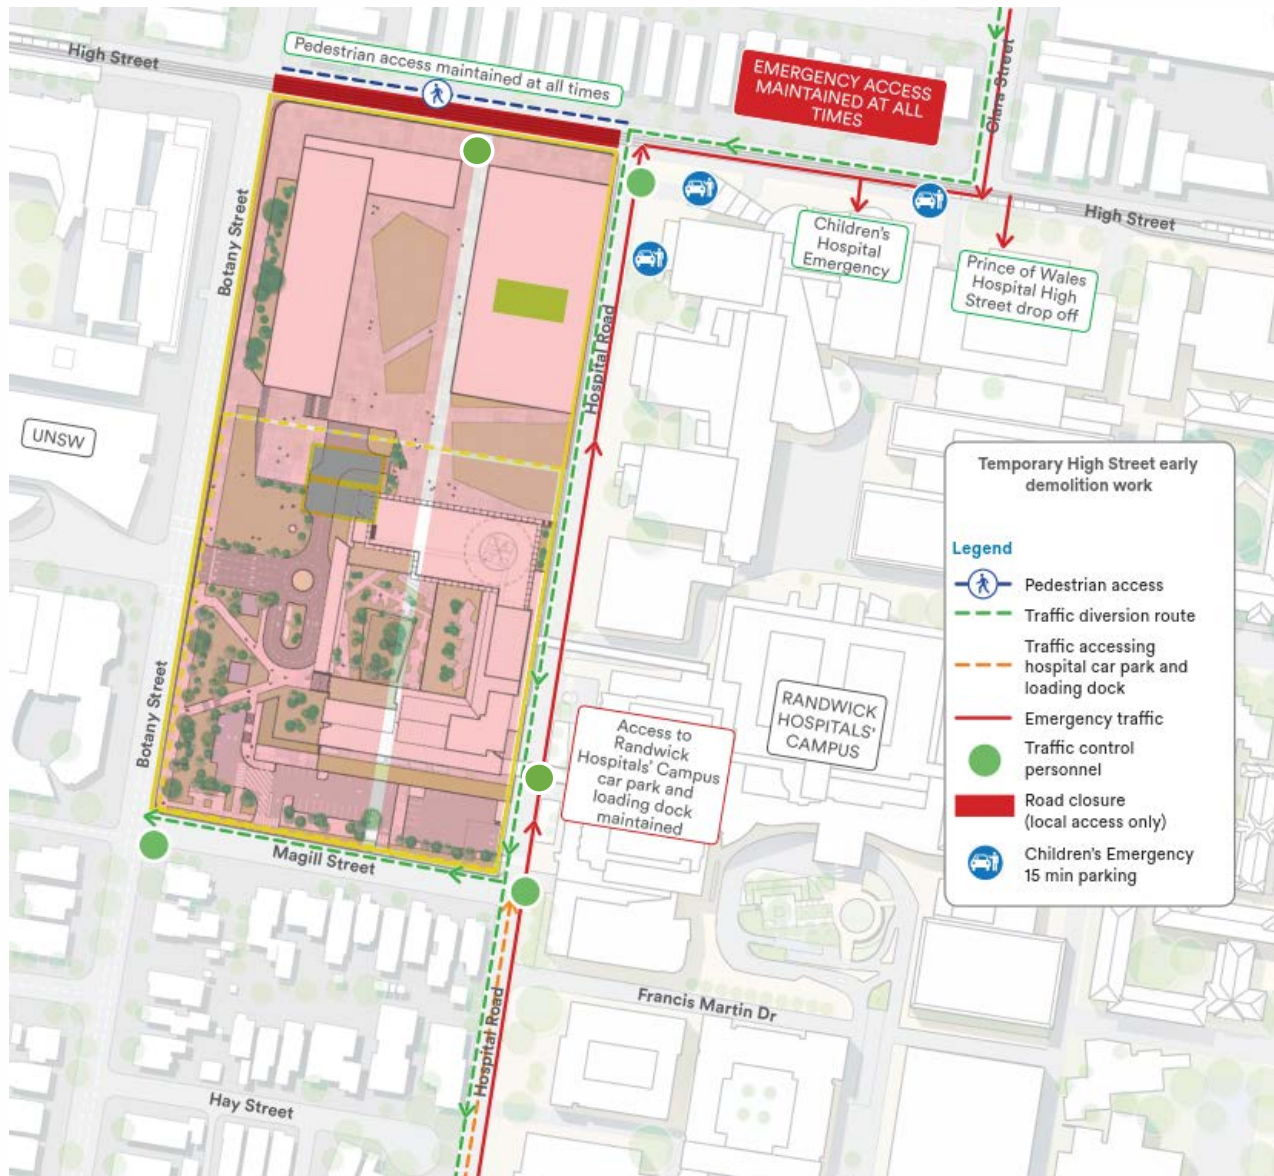 High Street
Pedestrian access maintained at all times
EMERGENCY ACCESS
MAINTAINED AT ALL
TIMES
Clara Street
Botany Street
High Street
Children's
Hospital
Emergency
Prince of Wales
Hospital High
Street drop off
Hospital Road
UNSW
Temporary High Street early
demolition work
Legend
Pedestrian access
Traffic diversion route
Traffic accessing
hospital car park and
loading dock
Emergency traffic
Traffic control
personnel
Road closure
(local access only)
Children's Emergency
15 min parking
Botany Street
RANDWICK
HOSPITALS'
CAMPUS
Access to
Randwick
Hospitals' Campus
car park and
loading dock
maintained
Magill Street
Francis Martin Dr
Hospital Road
Hay Street